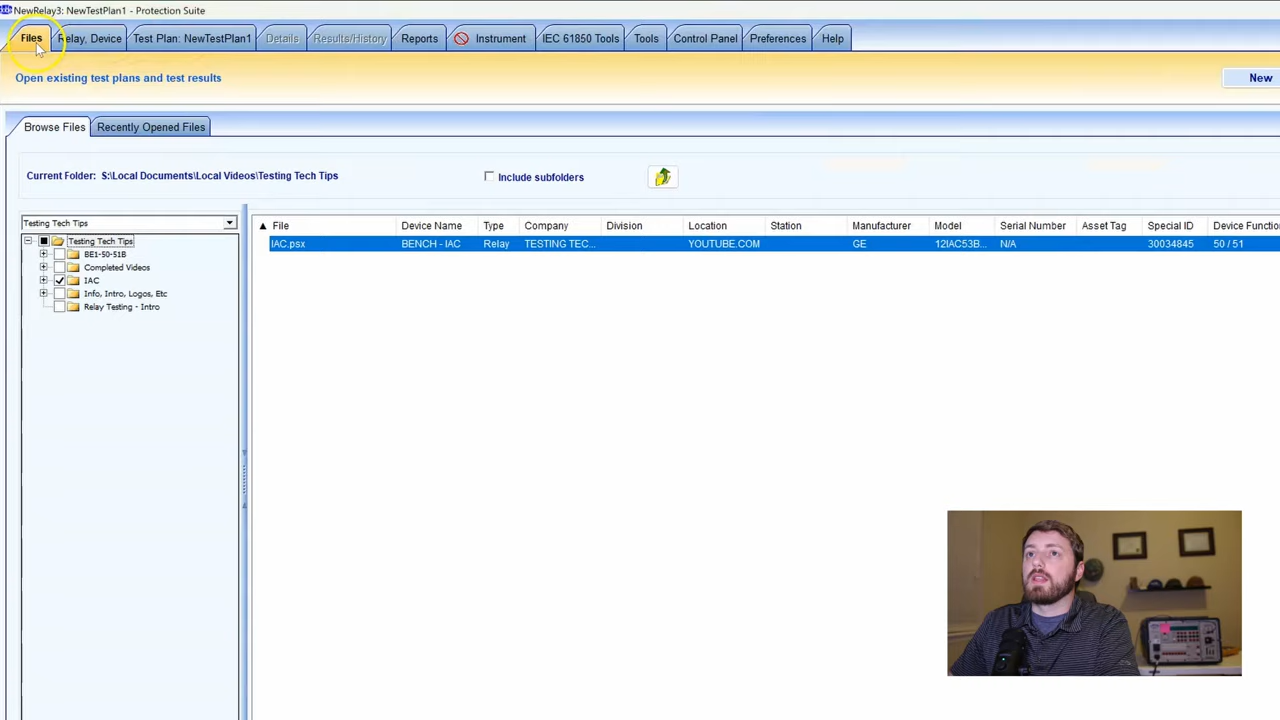 NewRelay3: NewTestPlan1 - Protection Suite
Files Relay, Device Test Plan: NewTestPlan1 Details Results/History Reports Instrument IEC 61850 Tools Tools Control Panel Preferences Help
Open existing test plans and test results New
Browse Files Recently Opened Files
Current Folder: S:\Local Documents\Local Videos\Testing Tech Tips Include subfolders
Testing Tech Tips
File Device Name Type Company Division Location Station Manufacturer Model Serial Number Asset Tag Special ID Device Functio
IAC.psx BENCH - IAC Relay TESTING TEC... YOUTUBE.COM GE 12IAC53B... N/A 30034845 50 / 51
Testing Tech Tips
BE1-50-51B
Completed Videos
IAC
Info, Intro, Logos, Etc
Relay Testing - Intro